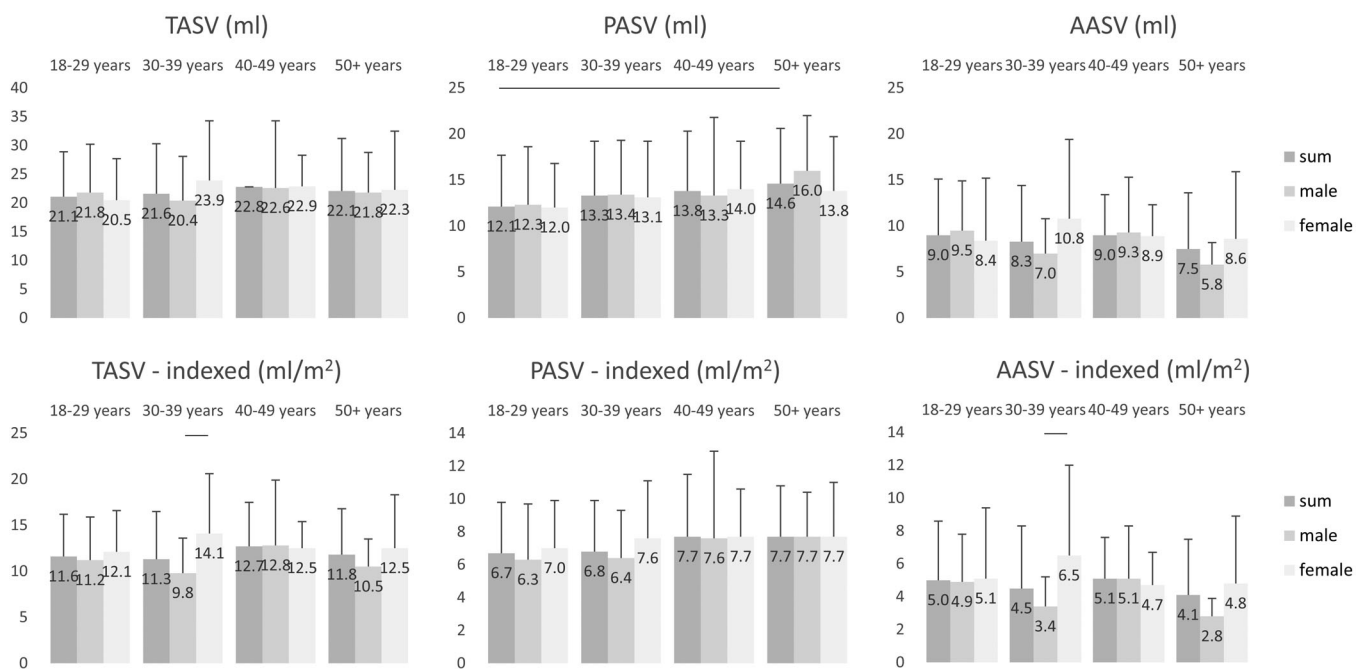 TASV (ml)
18-29 years 30-39 years 40-49 years 50+ years
40
35
30
25
20
15
10
5
0
21.1 21.8 20.5 21.6 20.4 23.9 22.8 22.6 22.9 22.1 21.8 22.3
PASV (ml)
18-29 years 30-39 years 40-49 years 50+ years
25
20
15
10
5
0
12.1 12.3 12.0 13.3 13.4 13.1 13.8 13.3 14.0 14.6 16.0 13.8
AASV (ml)
18-29 years 30-39 years 40-49 years 50+ years
25
20
15
10
5
0
9.0 9.5 8.4 8.3 7.0 10.8 9.0 9.3 8.9 7.5 5.8 8.6
sum
male
female
TASV - indexed (ml/m²)
18-29 years 30-39 years 40-49 years 50+ years
25
20
15
10
5
0
11.6 11.2 12.1 11.3 9.8 14.1 12.7 12.8 12.5 11.8 10.5 12.5
PASV - indexed (ml/m²)
18-29 years 30-39 years 40-49 years 50+ years
14
12
10
8
6
4
2
0
6.7 6.3 7.0 6.8 6.4 7.6 7.7 7.6 7.7 7.7 7.7 7.7
AASV - indexed (ml/m²)
18-29 years 30-39 years 40-49 years 50+ years
14
12
10
8
6
4
2
0
5.0 4.9 5.1 4.5 3.4 6.5 5.1 5.1 4.7 4.1 2.8 4.8
sum
male
female